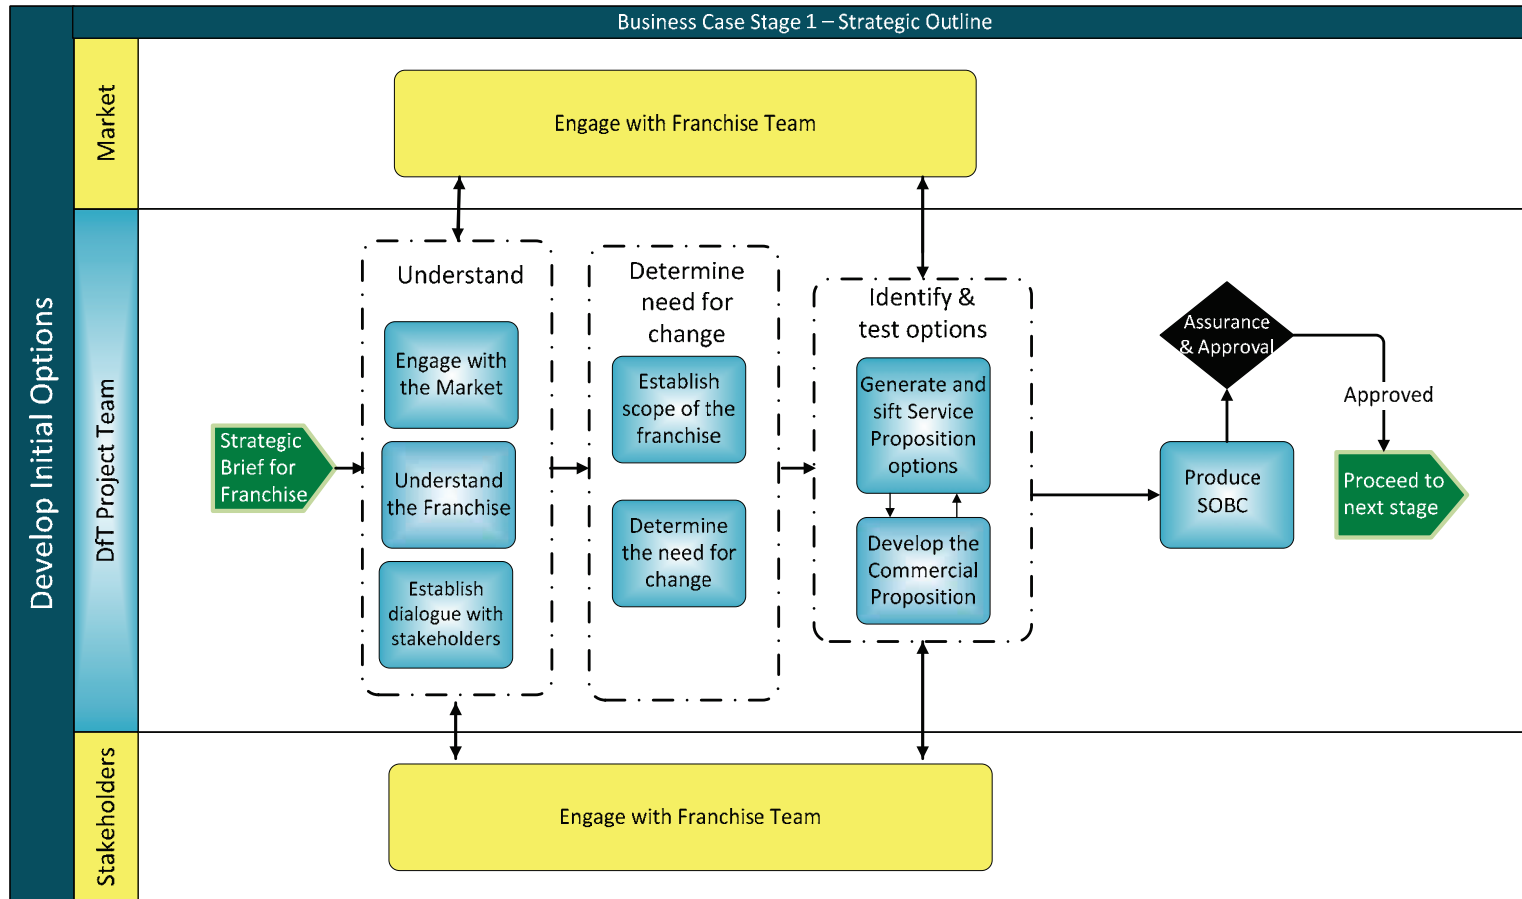 Business Case Stage 1 – Strategic Outline
Develop Initial Options
Market
Engage with Franchise Team
DfT Project Team
Strategic
Brief for
Franchise
Understand
Engage with
the Market
Understand
the Franchise
Establish
dialogue with
stakeholders
Determine
need for
change
Establish
scope of the
franchise
Determine
the need for
change
Identify &
test options
Generate and
sift Service
Proposition
options
Develop the
Commercial
Proposition
Produce
SOBC
Assurance
& Approval
Approved
Proceed to
next stage
Stakeholders
Engage with Franchise Team